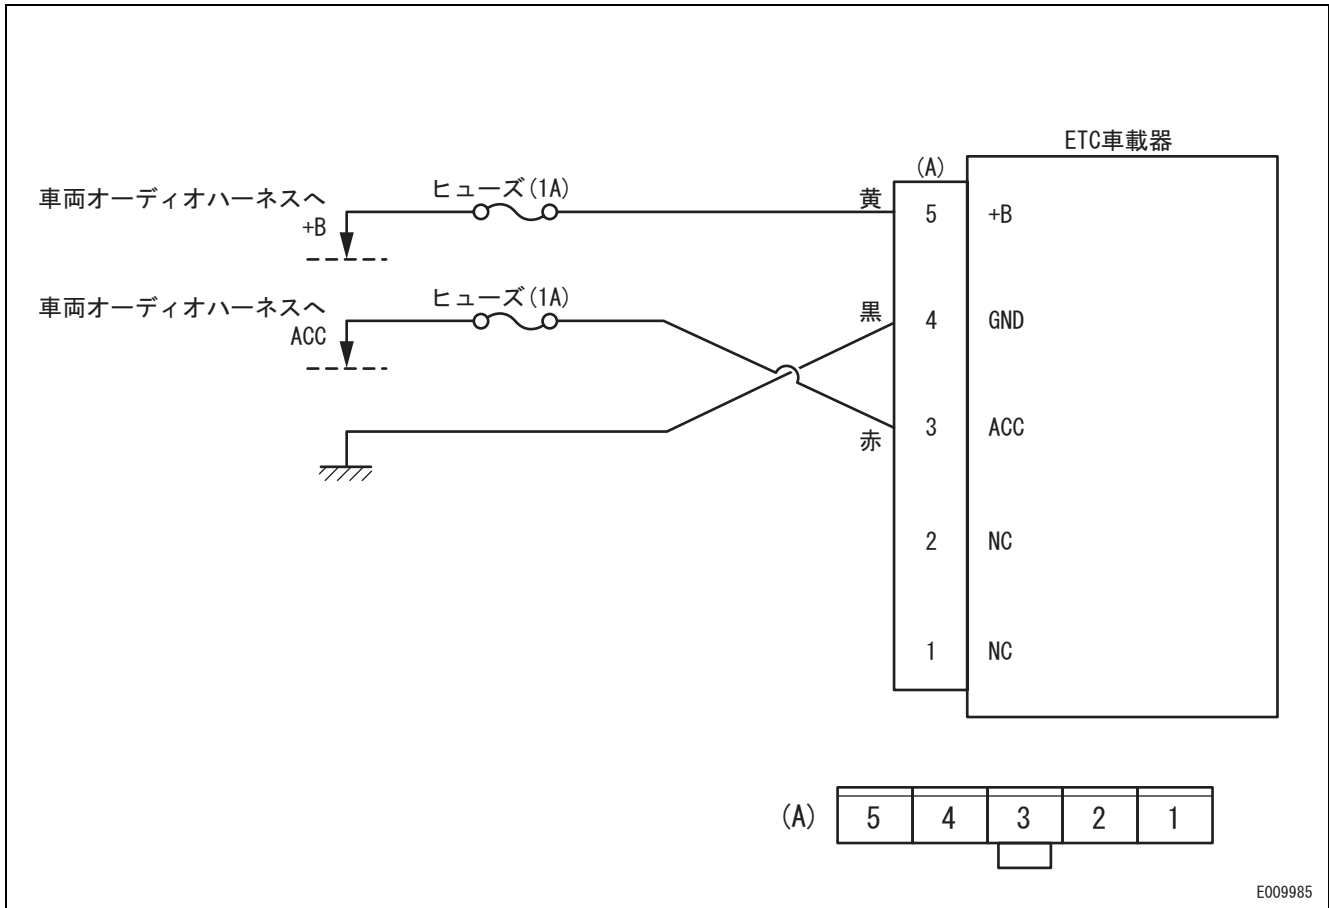 ETC車載器
(A)
車両オーディオハーネスへ
ヒューズ(1A)
黄
5
+B
+B
車両オーディオハーネスへ
ヒューズ(1A)
ACC
黒
4
GND
赤
3
ACC
2
NC
1
NC
(A)
5 4 3 2 1
E009985